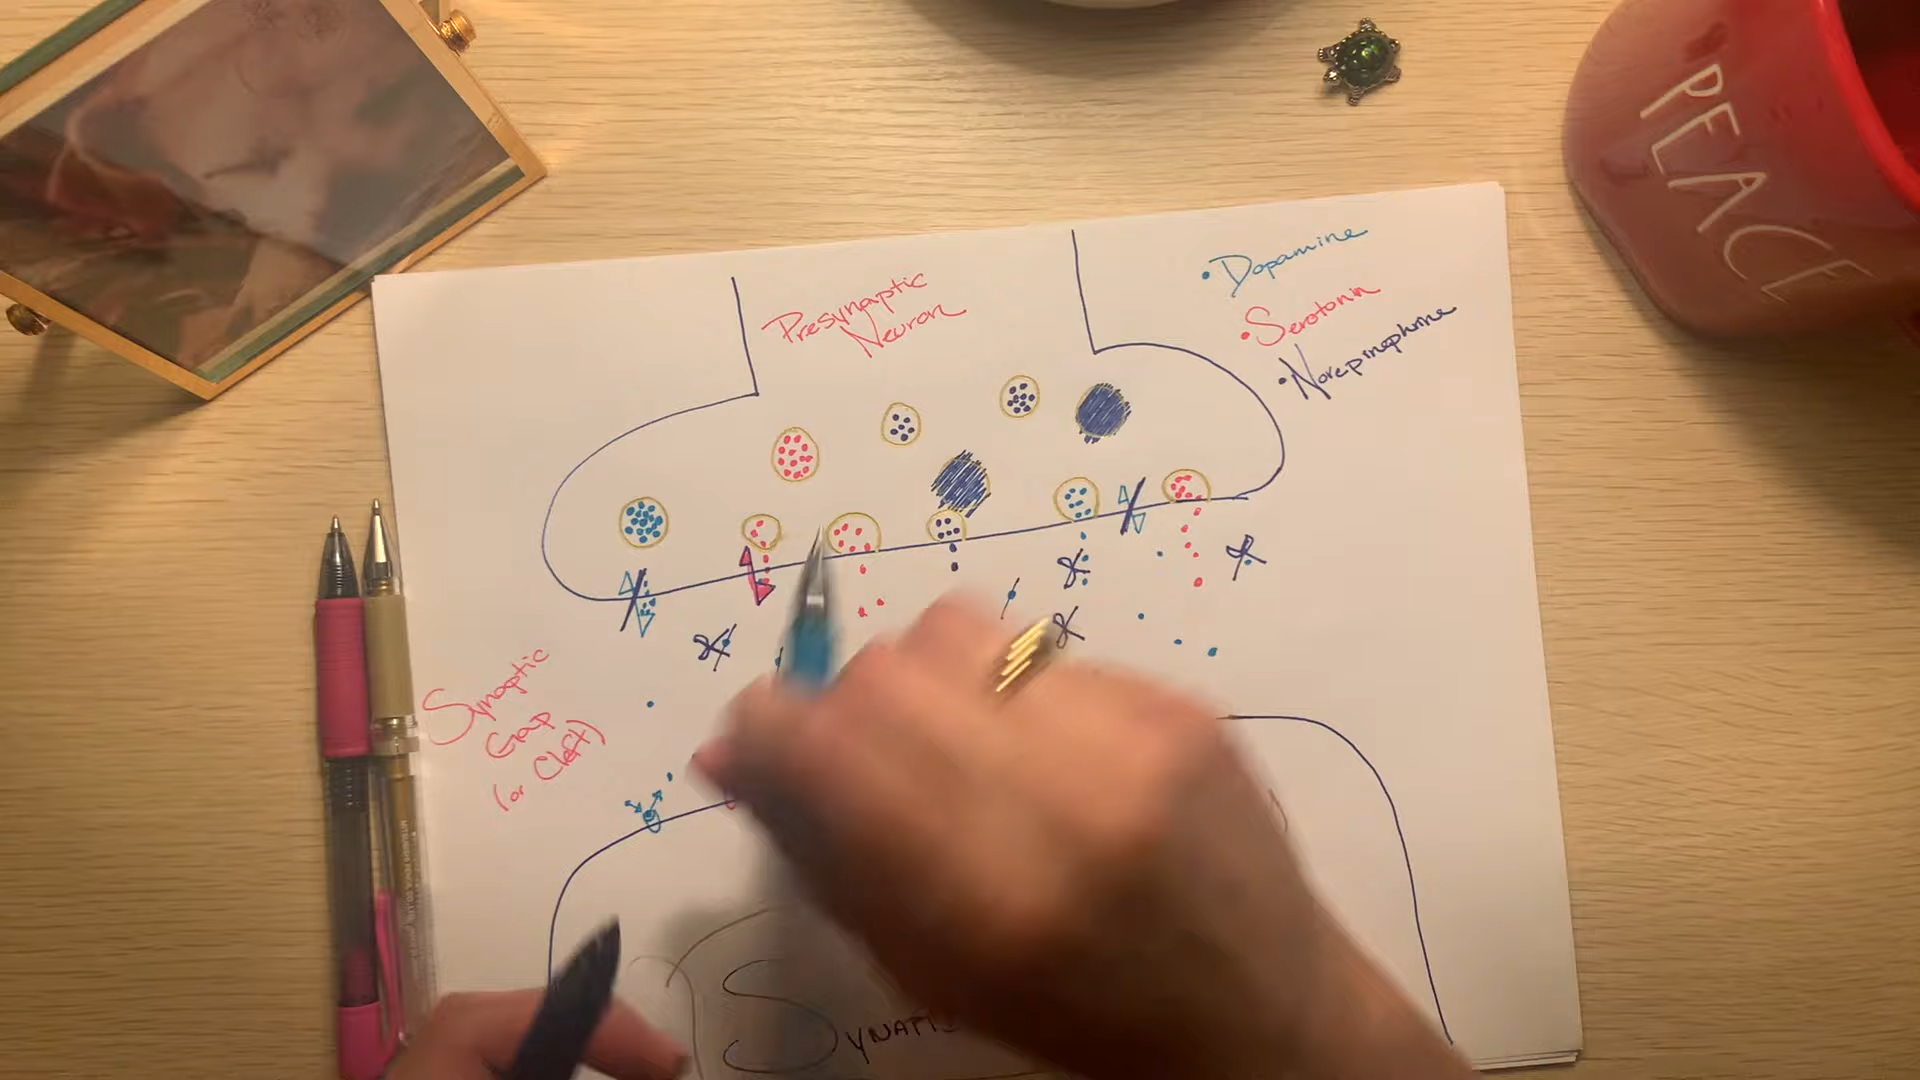 PEACE
Dopamine
Serotonin
Norepinephrine
Presynaptic
Neuron
Synaptic
Gap
(or Cleft)